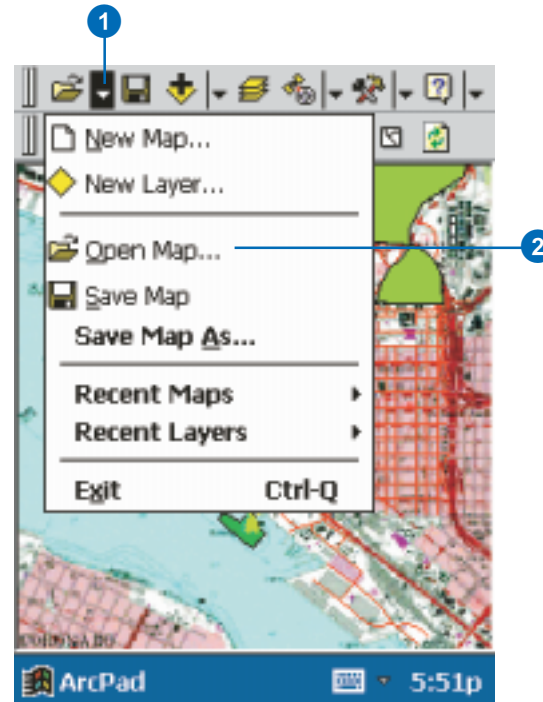 1
New Map...
New Layer...
Open Map...
2
Save Map
Save Map As...
Recent Maps
Recent Layers
Exit Ctrl-Q
CORONADO
ArcPad 5:51p